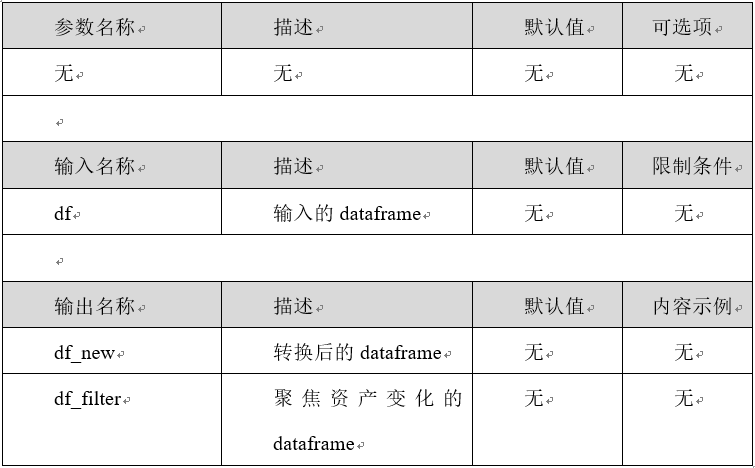 参数名称 描述 默认值 可选项
无 无 无 无
输入名称 描述 默认值 限制条件
df 输入的 dataframe 无 无
输出名称 描述 默认值 内容示例
df_new 转换后的 dataframe 无 无
df_filter 聚焦资产变化的 无 无
dataframe